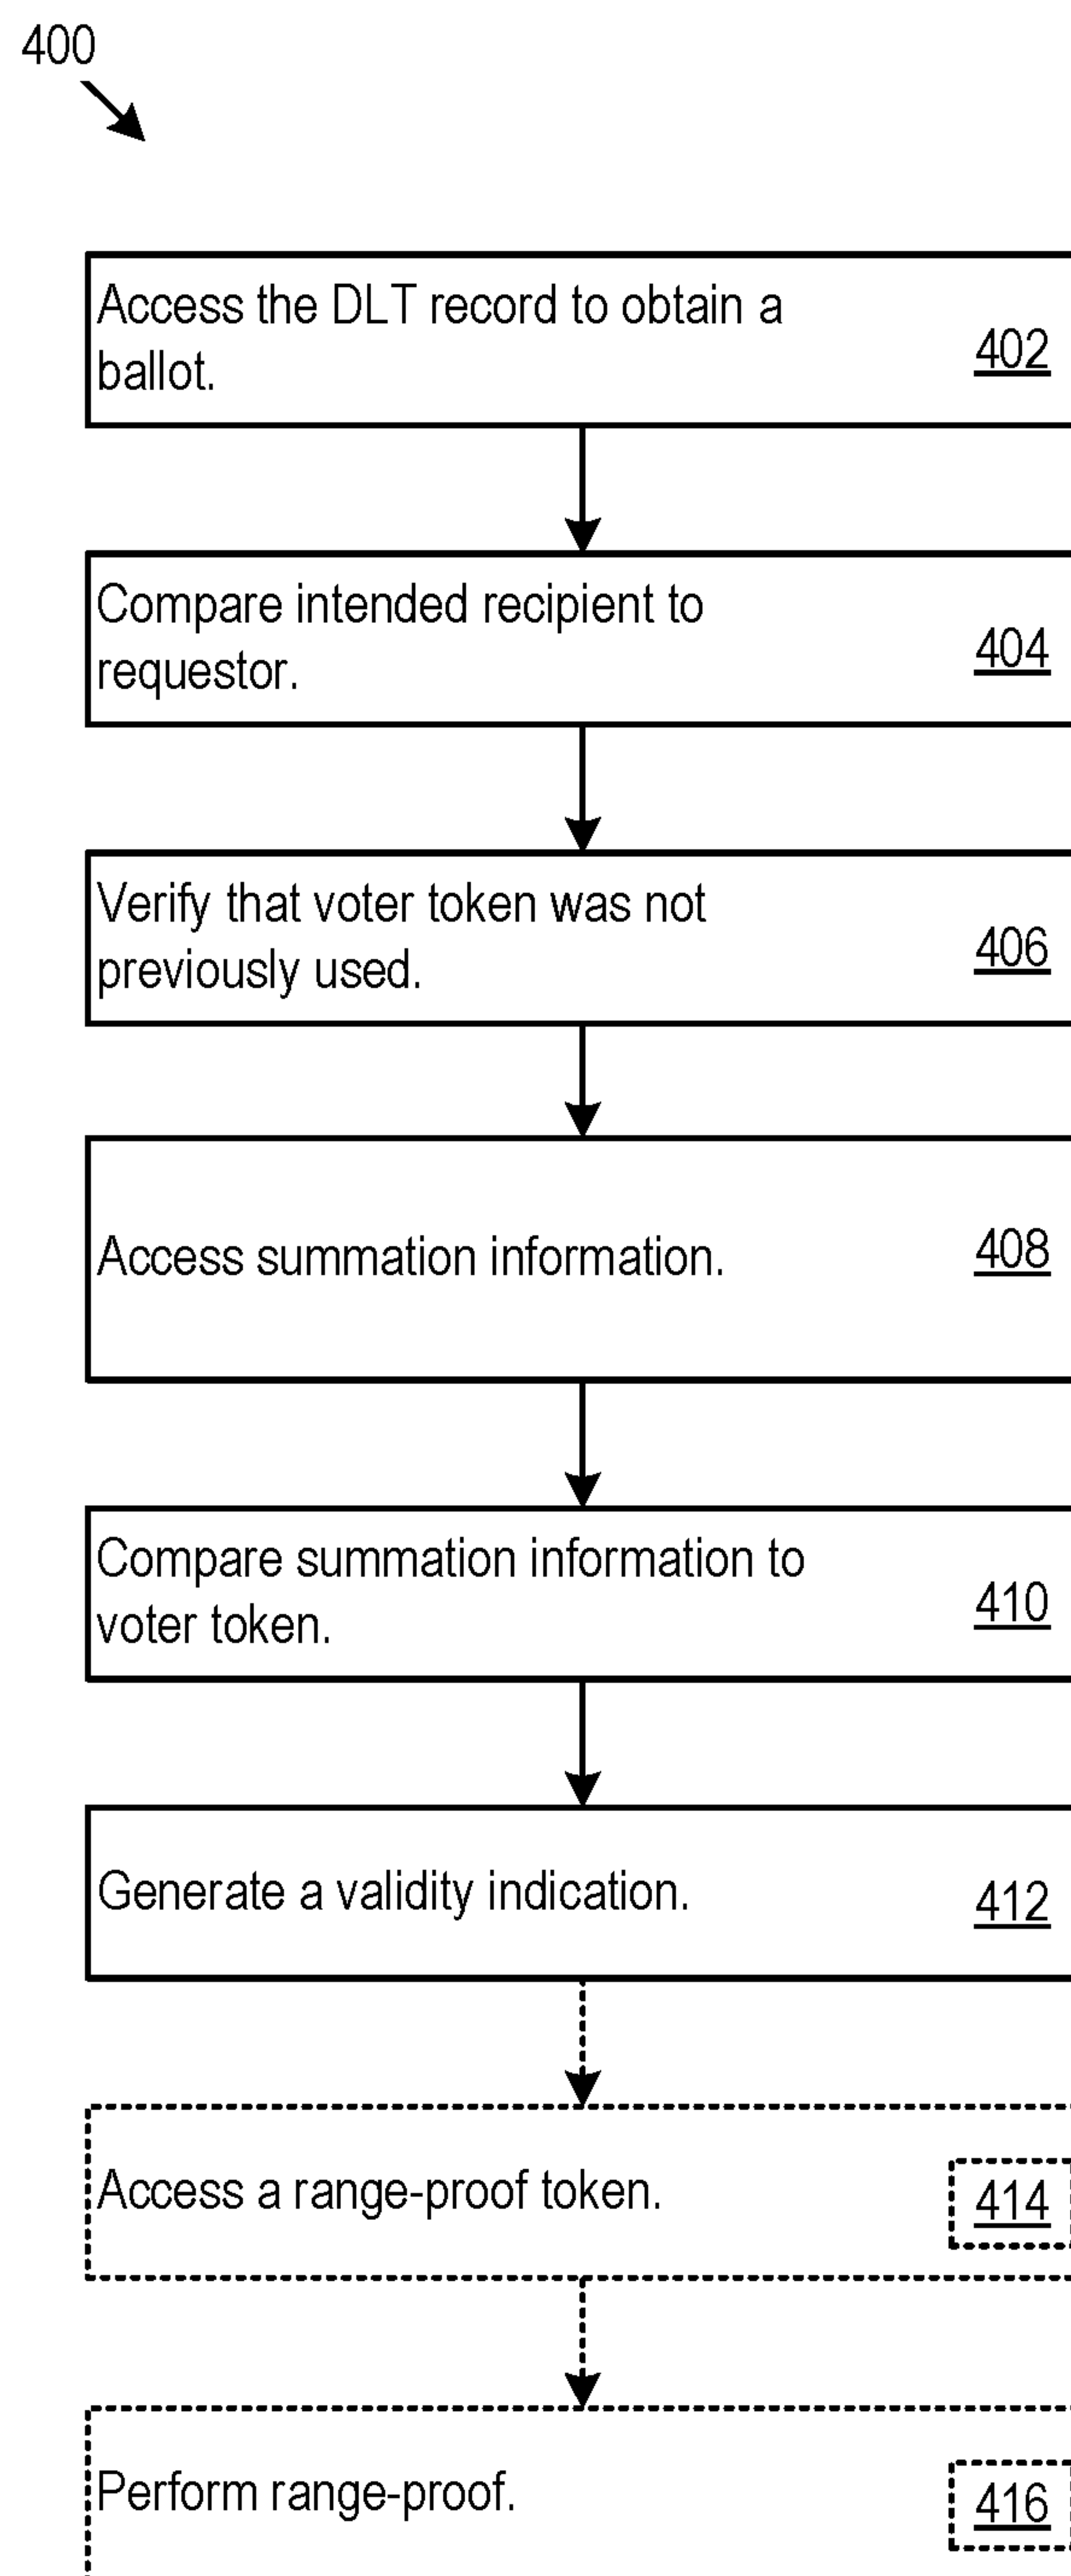 400
Access the DLT record to obtain a
ballot.
402
Compare intended recipient to
requestor.
404
Verify that voter token was not
previously used.
406
Access summation information.
408
Compare summation information to
voter token.
410
Generate a validity indication.
412
Access a range-proof token.
414
Perform range-proof.
416